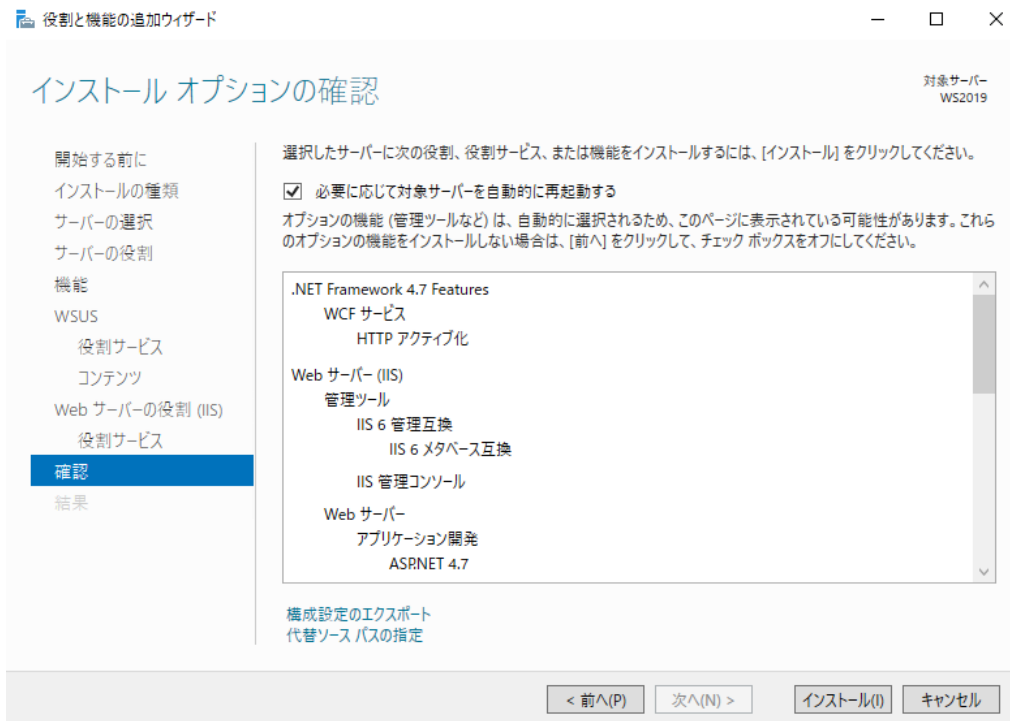 役割と機能の追加ウィザード
インストール オプションの確認
対象サーバー
WS2019
開始する前に
インストールの種類
サーバーの選択
サーバーの役割
機能
WSUS
役割サービス
コンテンツ
Web サーバーの役割 (IIS)
役割サービス
確認
結果
選択したサーバーに次の役割、役割サービス、または機能をインストールするには、[インストール] をクリックしてください。
必要に応じて対象サーバーを自動的に再起動する
オプションの機能 (管理ツールなど) は、自動的に選択されるため、このページに表示されている可能性があります。これら
のオプションの機能をインストールしない場合は、[前へ] をクリックして、チェック ボックスをオフにしてください。
.NET Framework 4.7 Features
WCF サービス
HTTP アクティブ化
Web サーバー (IIS)
管理ツール
IIS 6 管理互換
IIS 6 メタベース互換
IIS 管理コンソール
Web サーバー
アプリケーション開発
ASP.NET 4.7
構成設定のエクスポート
代替ソース パスの指定
< 前へ(P)
次へ(N) >
インストール(I)
キャンセル